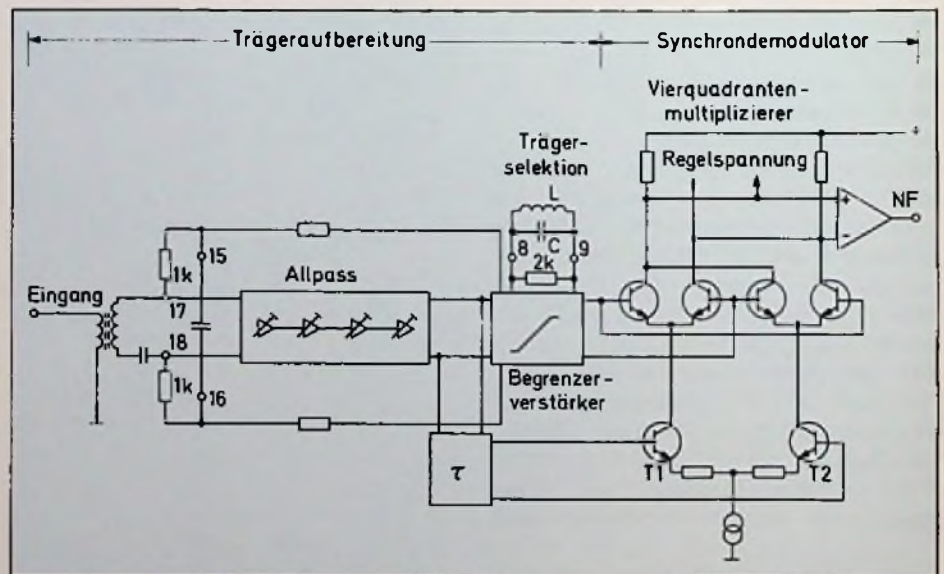 Trägeraufbereitung
Synchrondemodulator
Vierquadranten-
multiplizierer
+
Träger-
selektion
Regelspannung
L
NF
+
8
C
9
-
2k
1k
15
Allpass
Eingang
17
18
1k
16
Begrenzer-
verstärker
T1
T2
τ